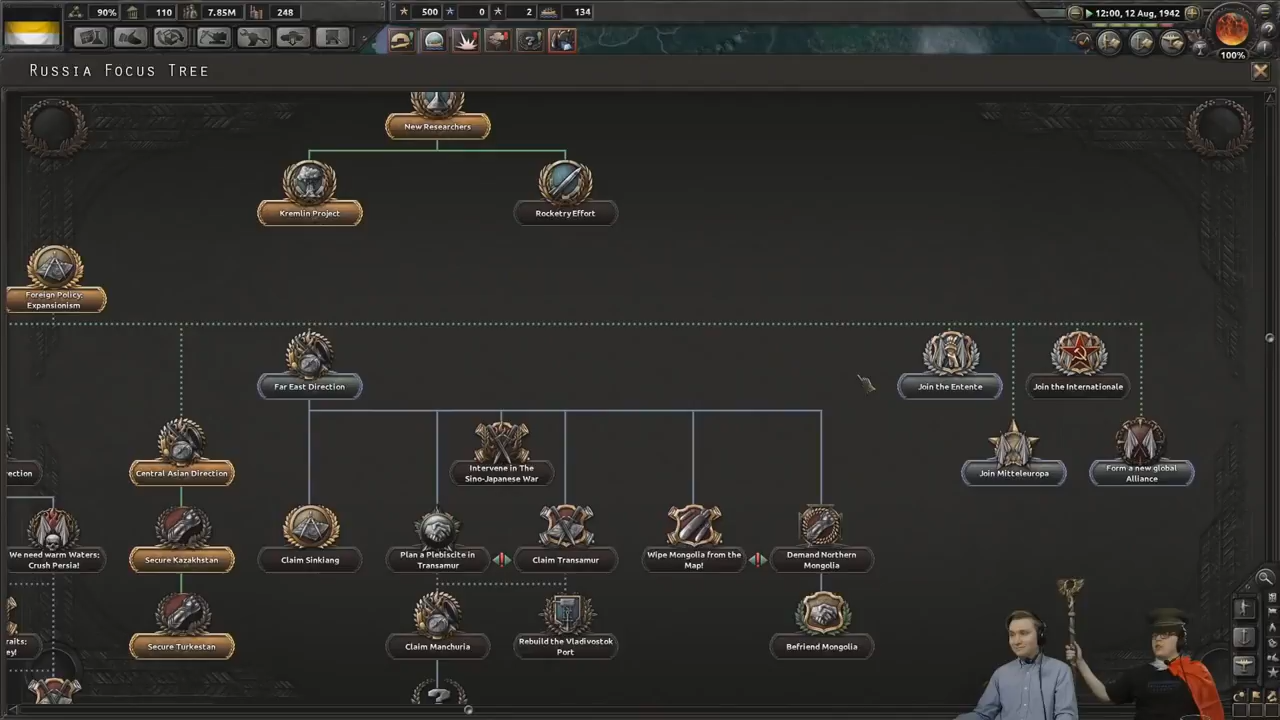 90% 110 7.85M 248 500 0 2 134 12:00, 12 Aug, 1942
100%
Russia Focus Tree
New Researchers
Kremlin Project
Rocketry Effort
Foreign Policy:
Expansionism
Far East Direction
Join the Entente
Join the Internationale
Central Asian Direction
Intervene in The
Sino-Japanese War
Join Mitteleuropa
Form a new global
Alliance
We need warm Waters:
Crush Persia!
Secure Kazakhstan
Claim Sinkiang
Plan a Plebiscite in
Transamur
Claim Transamur
Wipe Mongolia from the
Map!
Demand Northern
Mongolia
Secure Turkestan
Claim Manchuria
Rebuild the Vladivostok
Port
Befriend Mongolia